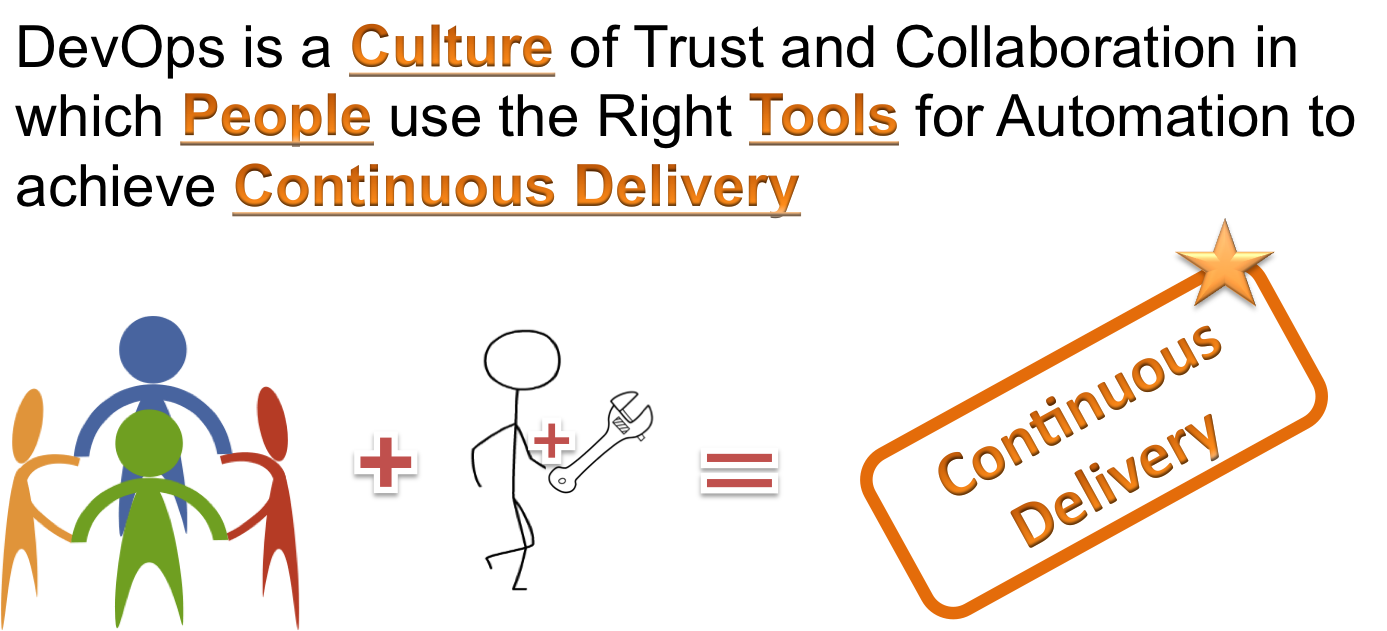 DevOps is a Culture of Trust and Collaboration in
which People use the Right Tools for Automation to
achieve Continuous Delivery
+ + =
Continuous
Delivery